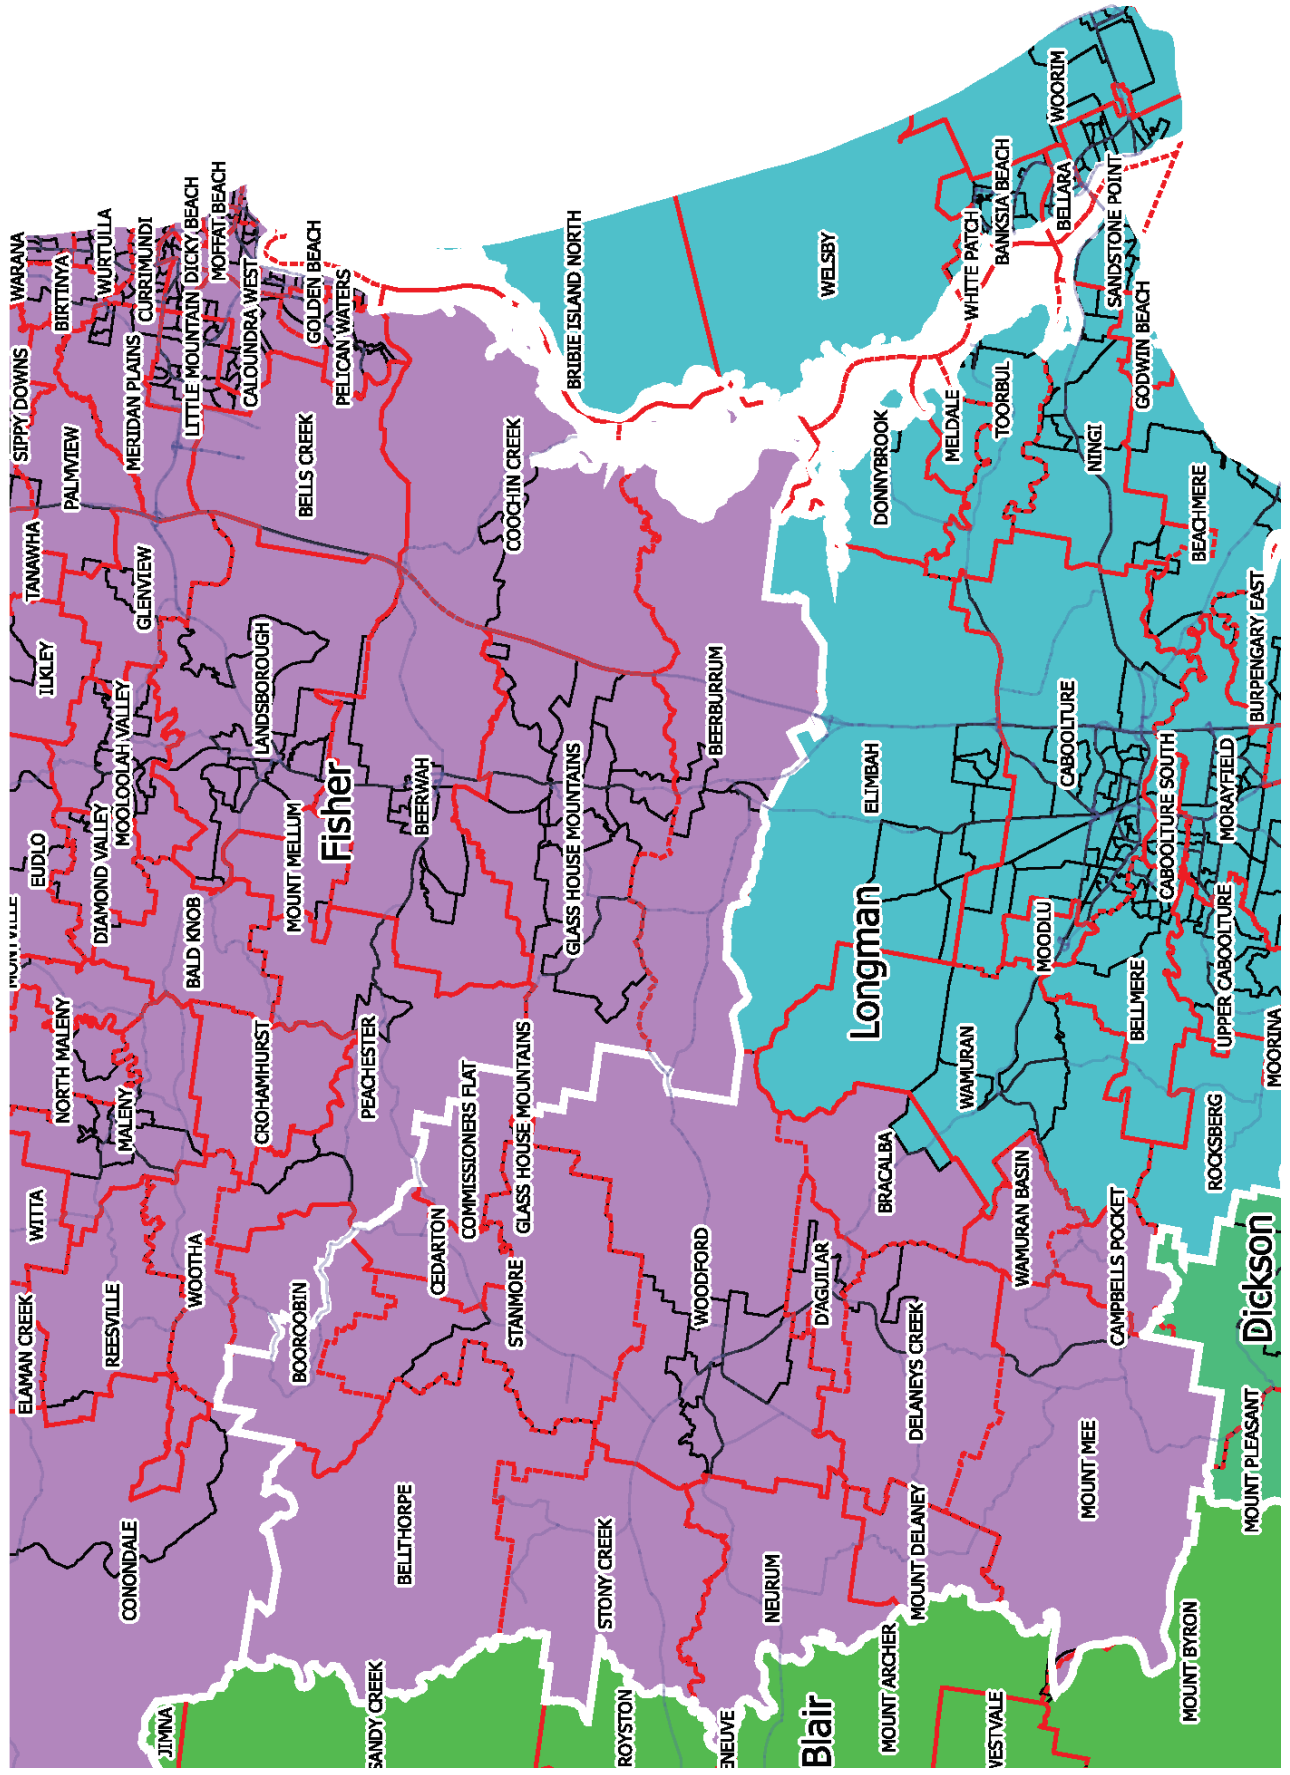 MONTVILLE
WARANA
SIPPY DOWNS
ELAMAN CREEK
TANAWHA
WITTA
EUDLO
ILKLEY
BIRTINYA
NORTH MALENY
PALMVIEW
DIAMOND VALLEY
WURTULLA
REESVILLE
MOOLOOLAH VALLEY
MALENY
CONONDALE
MERIDAN PLAINS
GLENVIEW
CURRIMUNDI
JIMNA
DICKY BEACH
LITTLE MOUNTAIN
BALD KNOB
WOOTHA
MOFFAT BEACH
CALOUNDRA WEST
LANDSBOROUGH
CROHAMHURST
MOUNT MELLUM
BOOROOBIN
BELLS CREEK
GOLDEN BEACH
Fisher
PELICAN WATERS
PEACHESTER
SANDY CREEK
BELLTHORPE
BEERWAH
CEDARTON
COMMISSIONERS FLAT
COOCHIN CREEK
STANMORE
GLASS HOUSE MOUNTAINS
GLASS HOUSE MOUNTAINS
BRIBIE ISLAND NORTH
STONY CREEK
ROYSTON
WOODFORD
BEERBURRUM
ENEUVE
NEURUM
Blair
D'AGUILAR
WELSBY
Longman
ELIMBAH
DONNYBROOK
BRACALBA
MOUNT ARCHER
DELANEYS CREEK
MOUNT DELANEY
MELDALE
WAMURAN
WHITE PATCH
ESTVALE
TOORBUL
BANKSIA BEACH
WAMURAN BASIN
MOODLU
WOORIM
BELLARA
CABOOLTURE
MOUNT MEE
NINGI
SANDSTONE POINT
CAMPBELLS POCKET
BELLMERE
GODWIN BEACH
CABOOLTURE SOUTH
MOUNT BYRON
BEACHMERE
ROCKSBERG
UPPER CABOOLTURE
MORAYFIELD
MOUNT PLEASANT
Dickson
BURPENGARY EAST
MOORINA